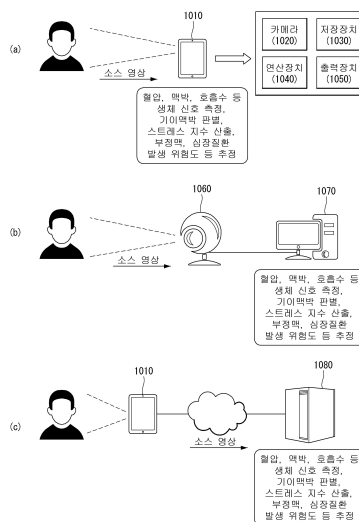 (a)
1010
소스 영상
카메라
(1020)
저장장치
(1030)
연산장치
(1040)
출력장치
(1050)
혈압, 맥박, 호흡수 등
생체 신호 측정,
기이맥박 판별,
스트레스 지수 산출,
부정맥, 심장질환
발생 위험도 등 추정
(b)
1060
1070
소스 영상
혈압, 맥박, 호흡수 등
생체 신호 측정,
기이맥박 판별,
스트레스 지수 산출,
부정맥, 심장질환
발생 위험도 등 추정
(c)
1010
1080
소스 영상
혈압, 맥박, 호흡수 등
생체 신호 측정,
기이맥박 판별,
스트레스 지수 산출,
부정맥, 심장질환
발생 위험도 등 추정